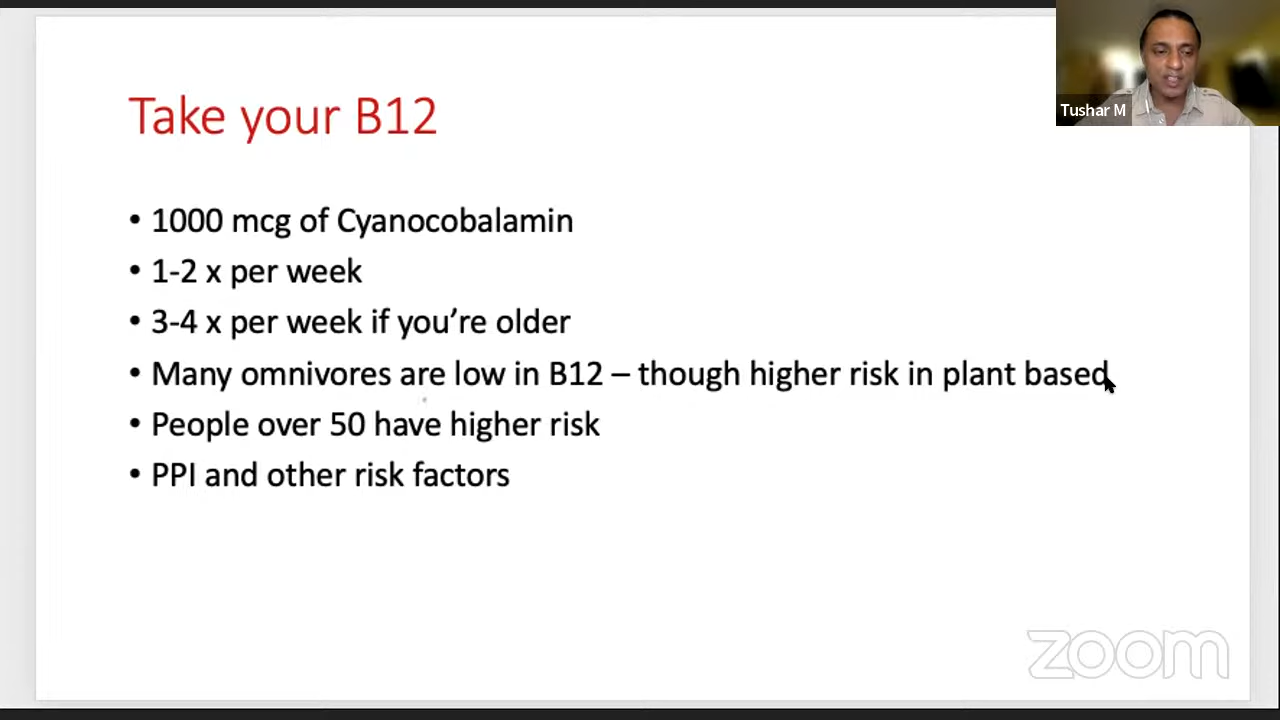 Take your B12
Tushar M
• 1000 mcg of Cyanocobalamin
• 1-2 x per week
• 3-4 x per week if you’re older
• Many omnivores are low in B12 – though higher risk in plant based
• People over 50 have higher risk
• PPI and other risk factors
zoom